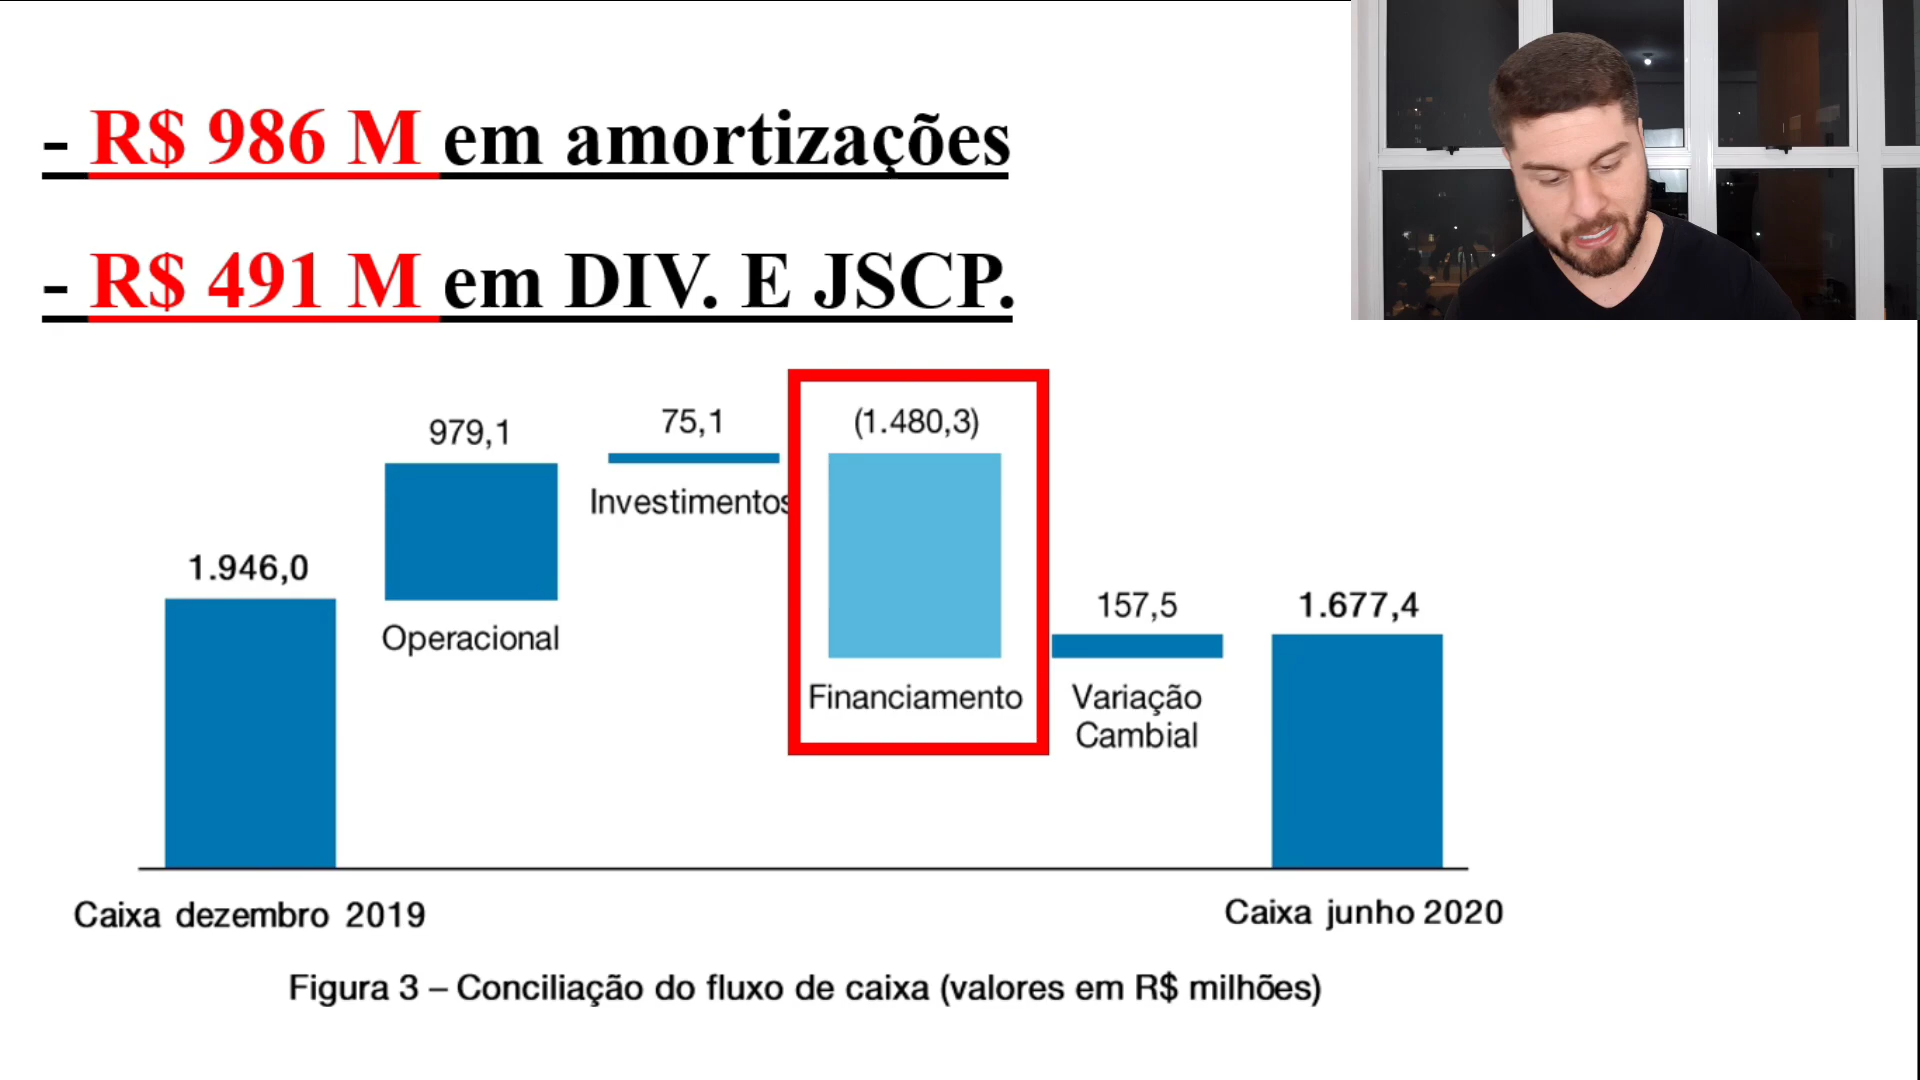 - R$ 986 M em amortizações
- R$ 491 M em DIV. E JSCP.
979,1
75,1
(1.480,3)
Investimentos
1.946,0
Operacional
157,5
1.677,4
Financiamento
Variação
Cambial
Caixa dezembro 2019
Caixa junho 2020
Figura 3 – Conciliação do fluxo de caixa (valores em R$ milhões)